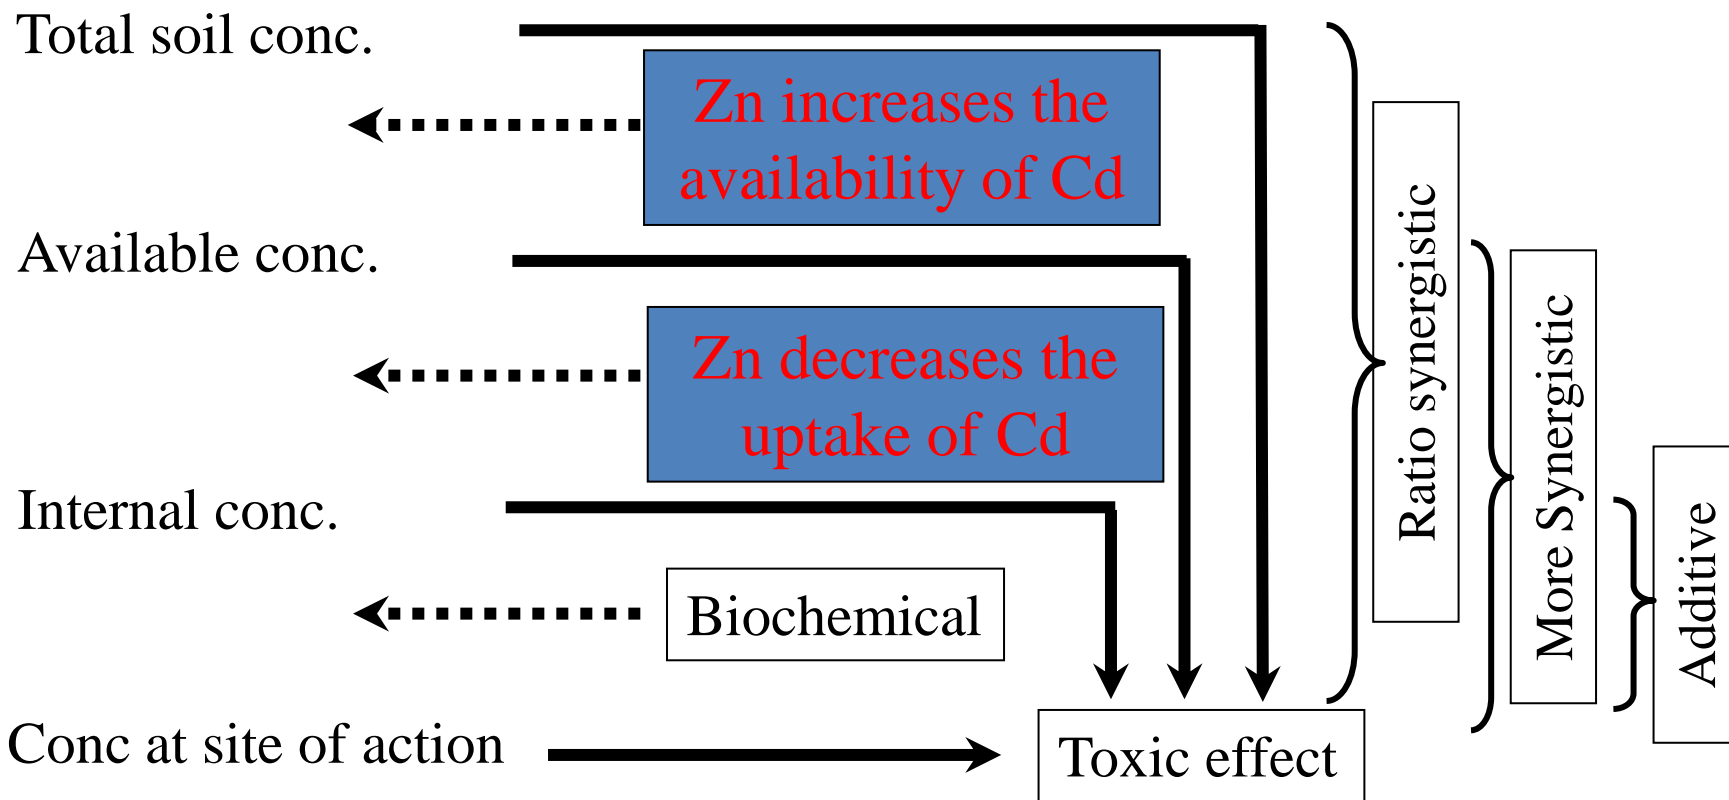 Total soil conc.
Zn increases the
availability of Cd
Available conc.
Zn decreases the
uptake of Cd
Internal conc.
Biochemical
Conc at site of action
Toxic effect
Ratio synergistic
More Synergistic
Additive